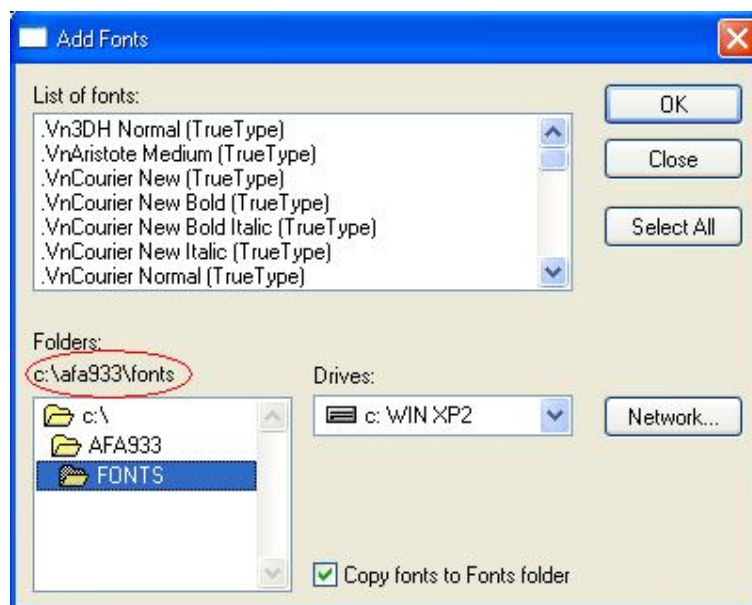 Add Fonts
List of fonts:
.Vn3DH Normal (TrueType)
.VnAristote Medium (TrueType)
.VnCourier New (TrueType)
.VnCourier New Bold (TrueType)
.VnCourier New Bold Italic (TrueType)
.VnCourier New Italic (TrueType)
.VnCourier Normal (TrueType)
OK
Close
Select All
Folders:
c:\afa933\fonts
c:\
AFA933
FONTS
Drives:
c: WIN XP2
Network...
Copy fonts to Fonts folder